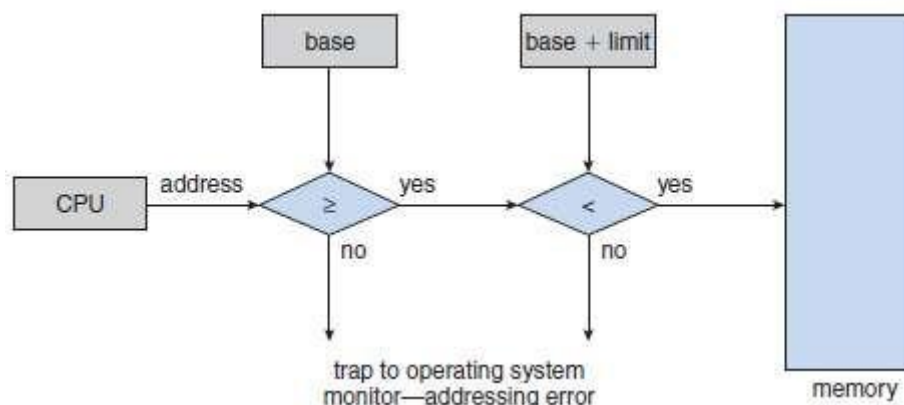 base
base + limit
CPU
address
≥
yes
<
yes
no
no
trap to operating system
monitor—addressing error
memory